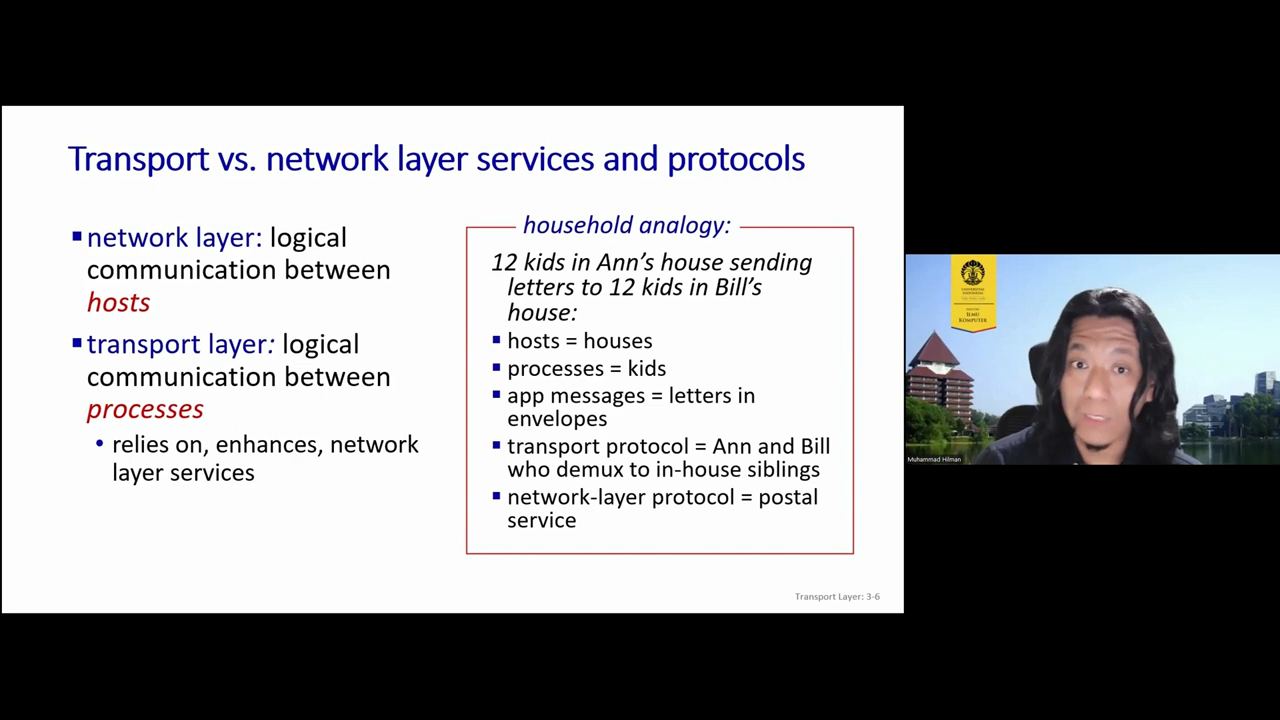 Transport vs. network layer services and protocols
▪ network layer: logical
communication between
hosts
▪ transport layer: logical
communication between
processes
• relies on, enhances, network
layer services
household analogy:
12 kids in Ann’s house sending
letters to 12 kids in Bill’s
house:
▪ hosts = houses
▪ processes = kids
▪ app messages = letters in
envelopes
▪ transport protocol = Ann and Bill
who demux to in-house siblings
▪ network-layer protocol = postal
service
Transport Layer: 3-6
UNIVERSITAS
INDONESIA
ILMU
KOMPUTER
Muhammad Hilman